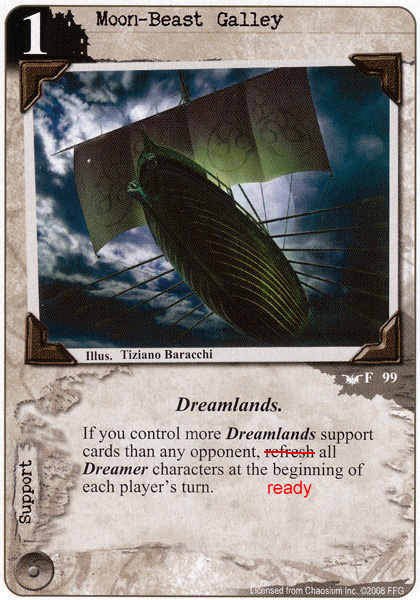 1
Moon-Beast Galley
Illus. Tiziano Baracchi
F 99
Dreamlands.
If you control more Dreamlands support
cards than any opponent, refresh all
Dreamer characters at the beginning of
each player's turn.
ready
Support
Licensed from Chaosium Inc. ©2008 FFG